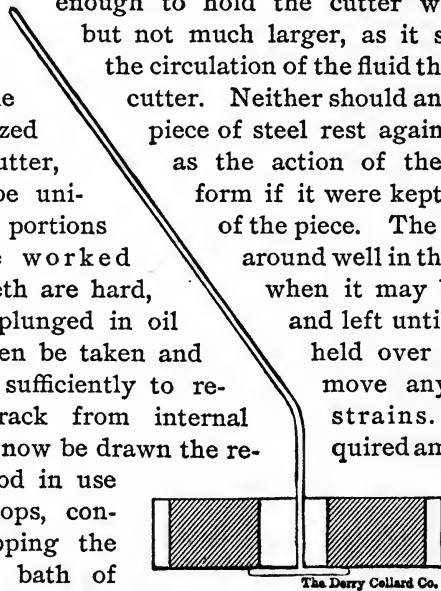 enough to hold the cutter w
but not much larger, as it s
the circulation of the fluid th
e cutter. Neither should an
zed piece of steel rest again
utter, as the action of the
be uni- form if it were kept
portions of the piece. The
e worked around well in th
eth are hard, when it may
plunged in oil and left unti
en be taken and held over
sufficiently to re- move any
rack from internal strains.
now be drawn the re- quired am
od in use
ops, con-
pping the
bath of
The Derry Collard Co.